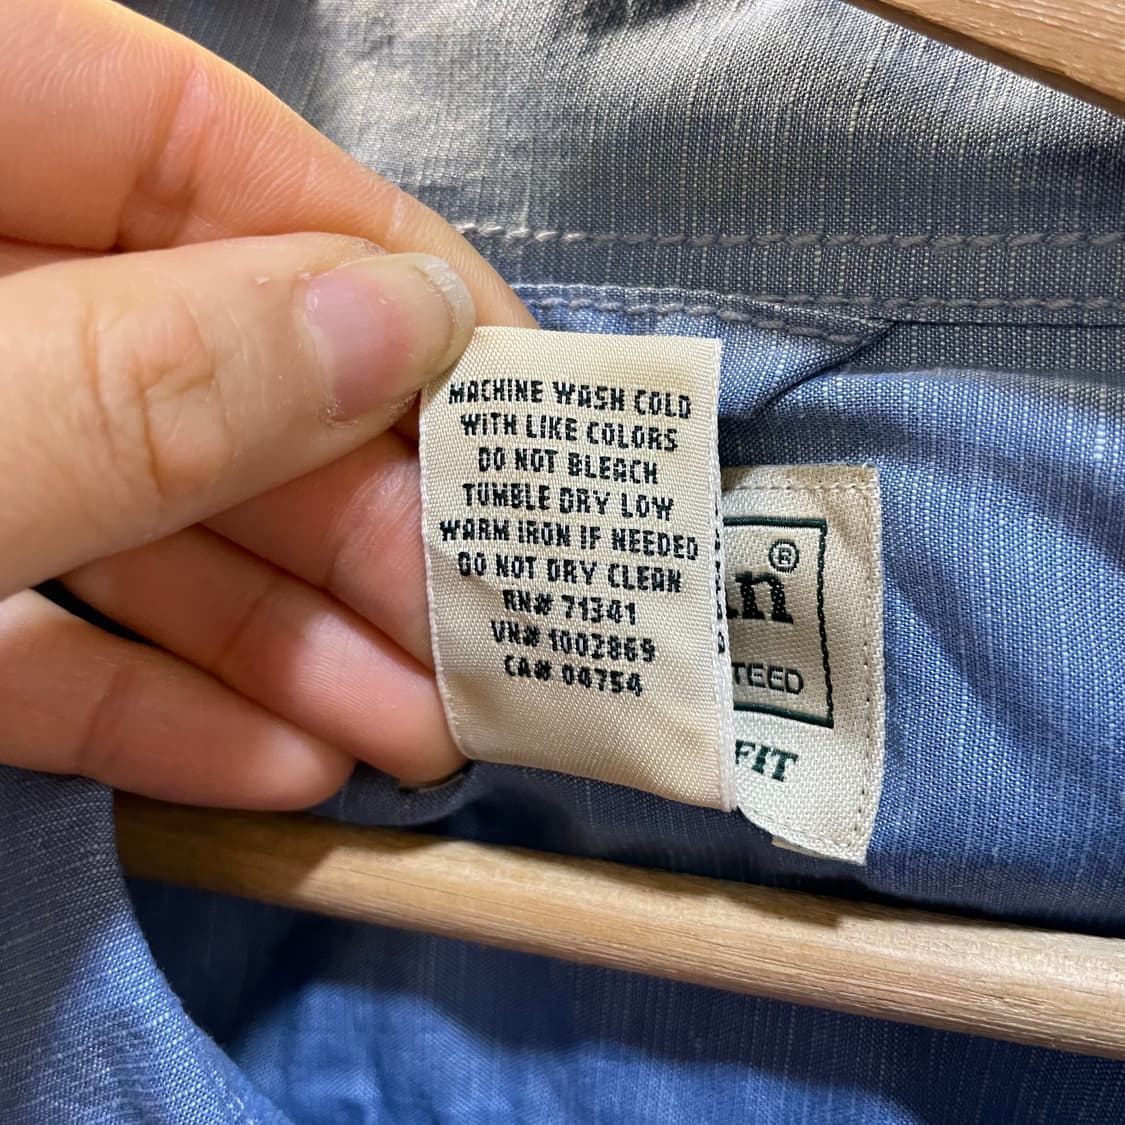 MACHINE WASH COLD
WITH LIKE COLORS
DO NOT BLEACH
TUMBLE DRY LOW
WARM IRON IF NEEDED
DO NOT DRY CLEAN
RN# 71341
VN# 1002869
CA# 04754
an®
TEED
FIT